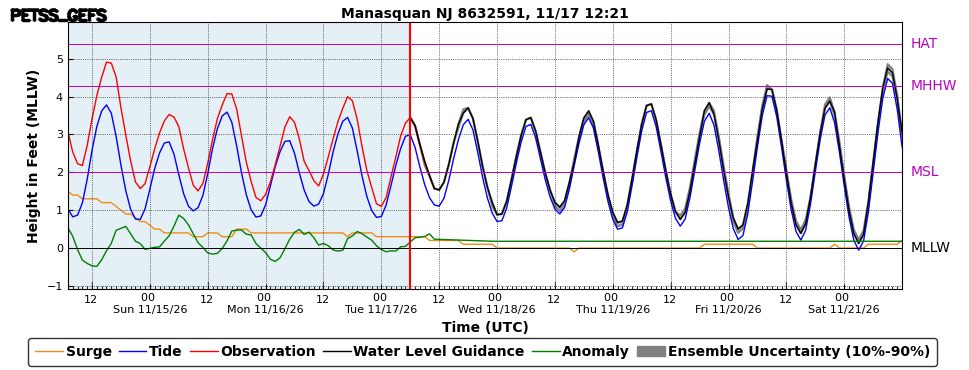 PETSS_GEFS
Manasquan NJ 8632591, 11/17 12:21
Height in Feet (MLLW)
5
4
3
2
1
0
−1
HAT
MHHW
MSL
MLLW
12 00 12 00 12 00 12 00 12 00 12 00 12 00
Sun 11/15/26 Mon 11/16/26 Tue 11/17/26 Wed 11/18/26 Thu 11/19/26 Fri 11/20/26 Sat 11/21/26
Time (UTC)
Surge Tide Observation Water Level Guidance Anomaly Ensemble Uncertainty (10%-90%)